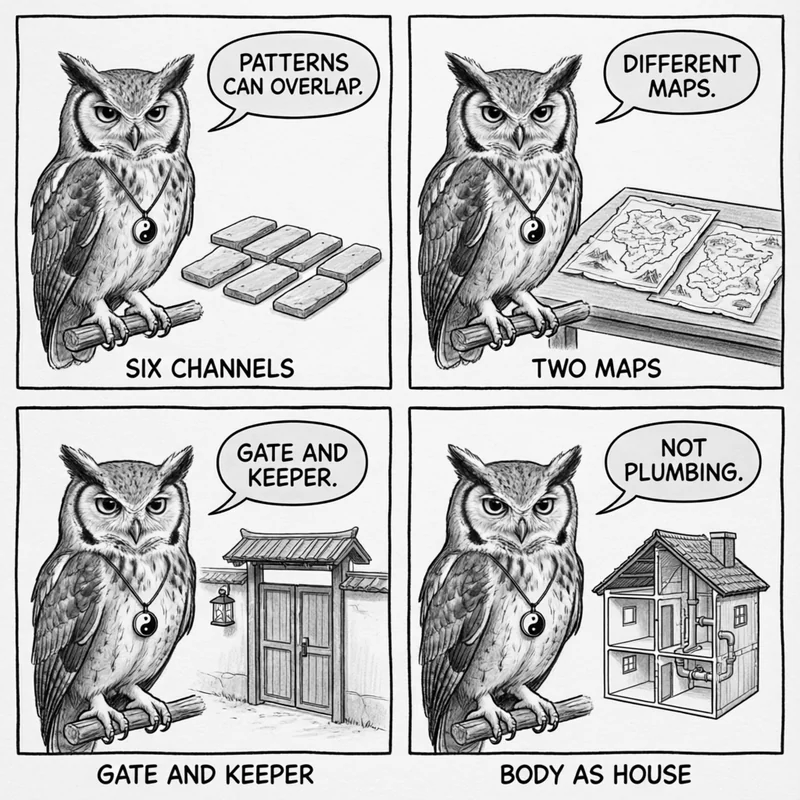 PATTERNS
CAN OVERLAP.
SIX CHANNELS
DIFFERENT
MAPS.
TWO MAPS
GATE AND
KEEPER.
GATE AND KEEPER
NOT
PLUMBING.
BODY AS HOUSE